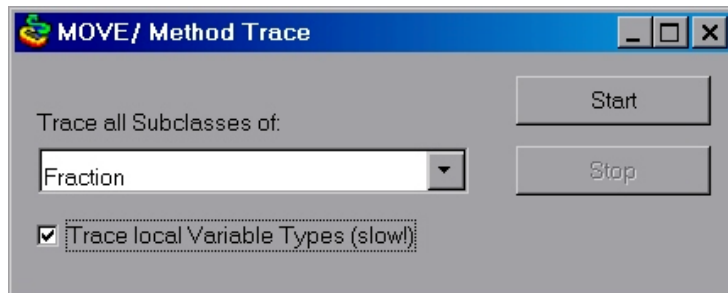 MOVE/ Method Trace
Start
Trace all Subclasses of:
Fraction
Stop
Trace local Variable Types (slow!)